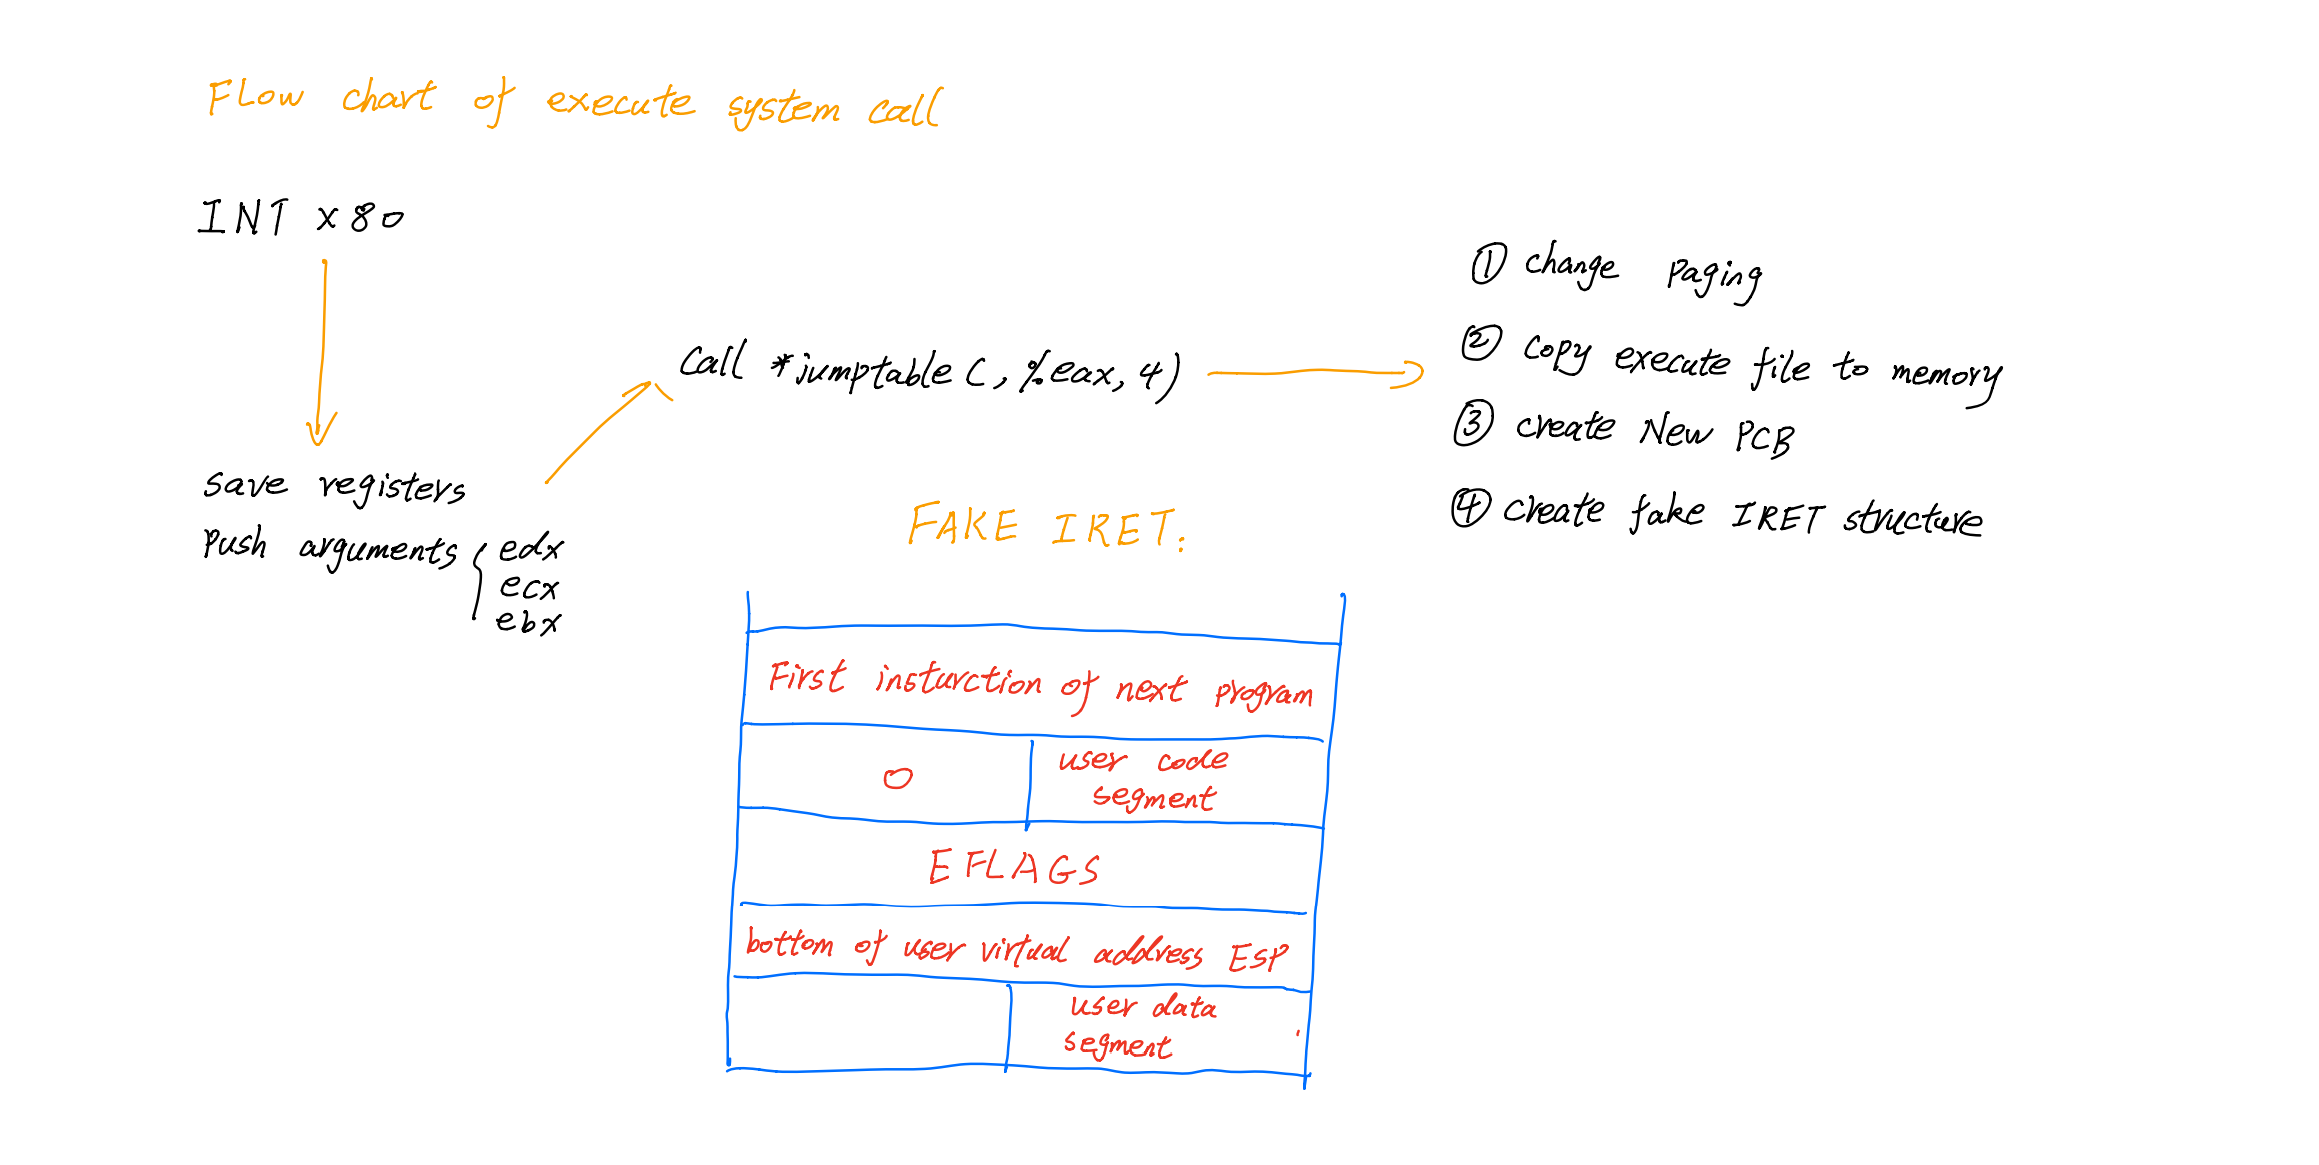 Flow chart of execute system call
INT x80
save registers
Push arguments { edx
ecx
ebx
Call *jumptable (, %eax, 4)
① change paging
② copy execute file to memory
③ create New PCB
④ create fake IRET structure
FAKE IRET:
First insturction of next program
0
user code
segment
EFLAGS
bottom of user virtual address ESP
user data
segment